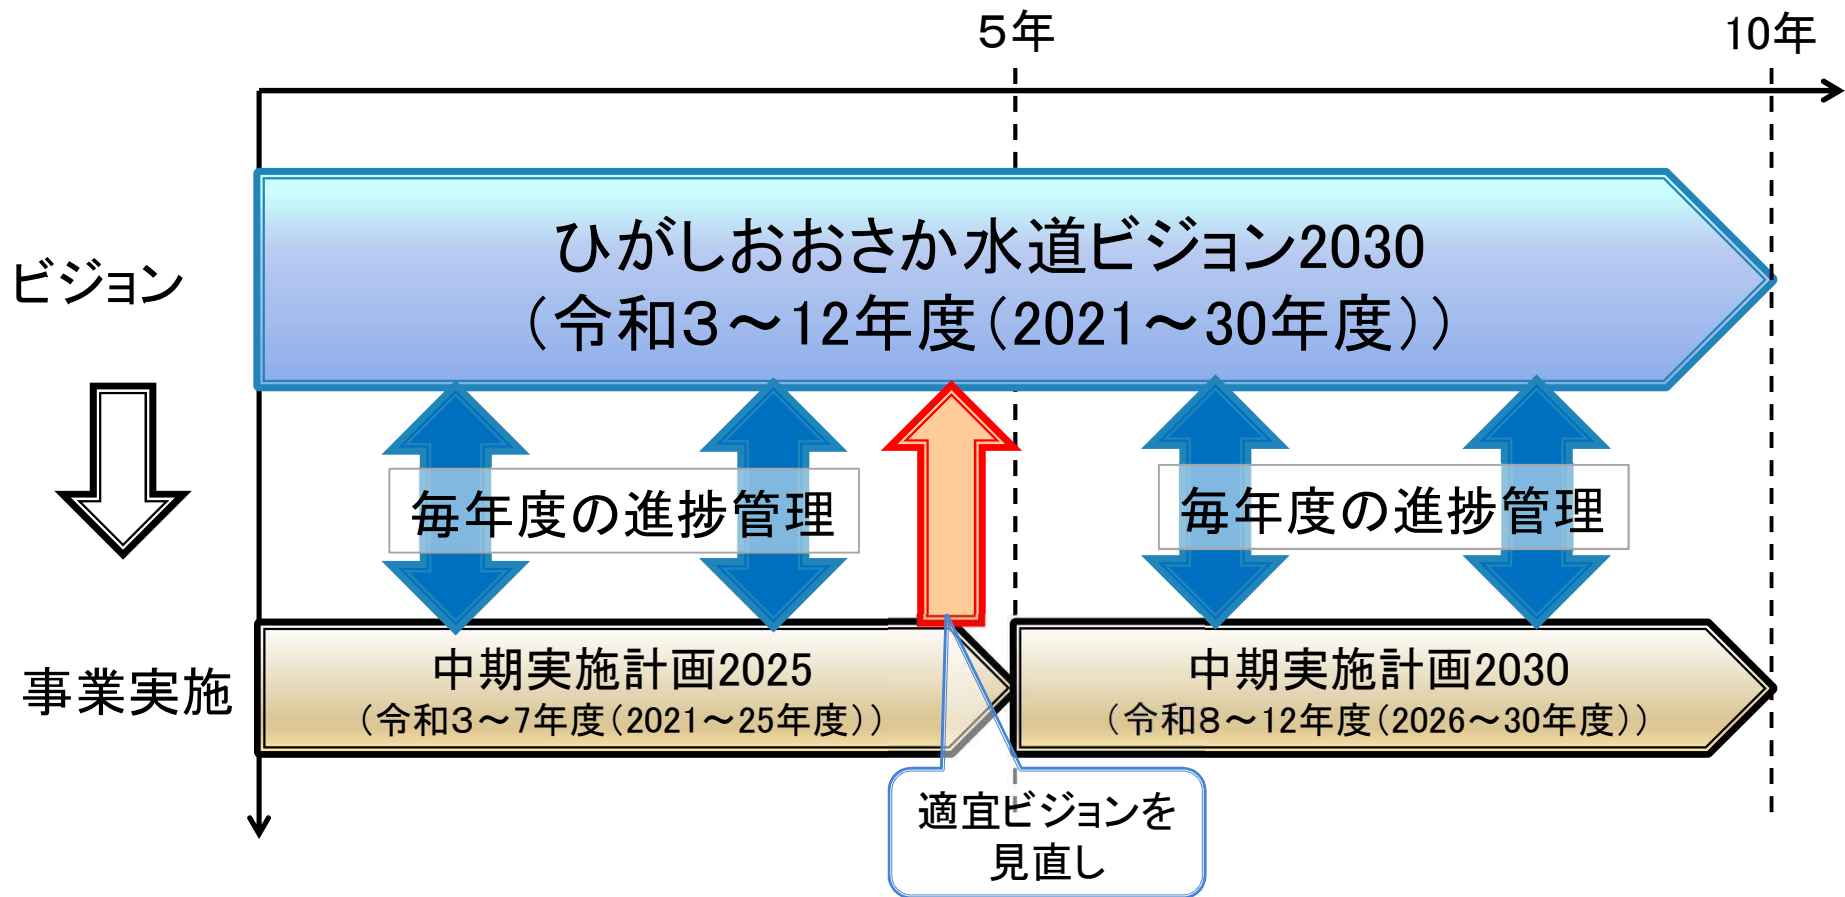 ５年
10年
ビジョン
ひがしおおさか水道ビジョン2030
（令和３～12年度（2021～30年度））
毎年度の進捗管理
毎年度の進捗管理
事業実施
中期実施計画2025
（令和３～7年度（2021～25年度））
中期実施計画2030
（令和８～12年度（2026～30年度））
適宜ビジョンを
見直し